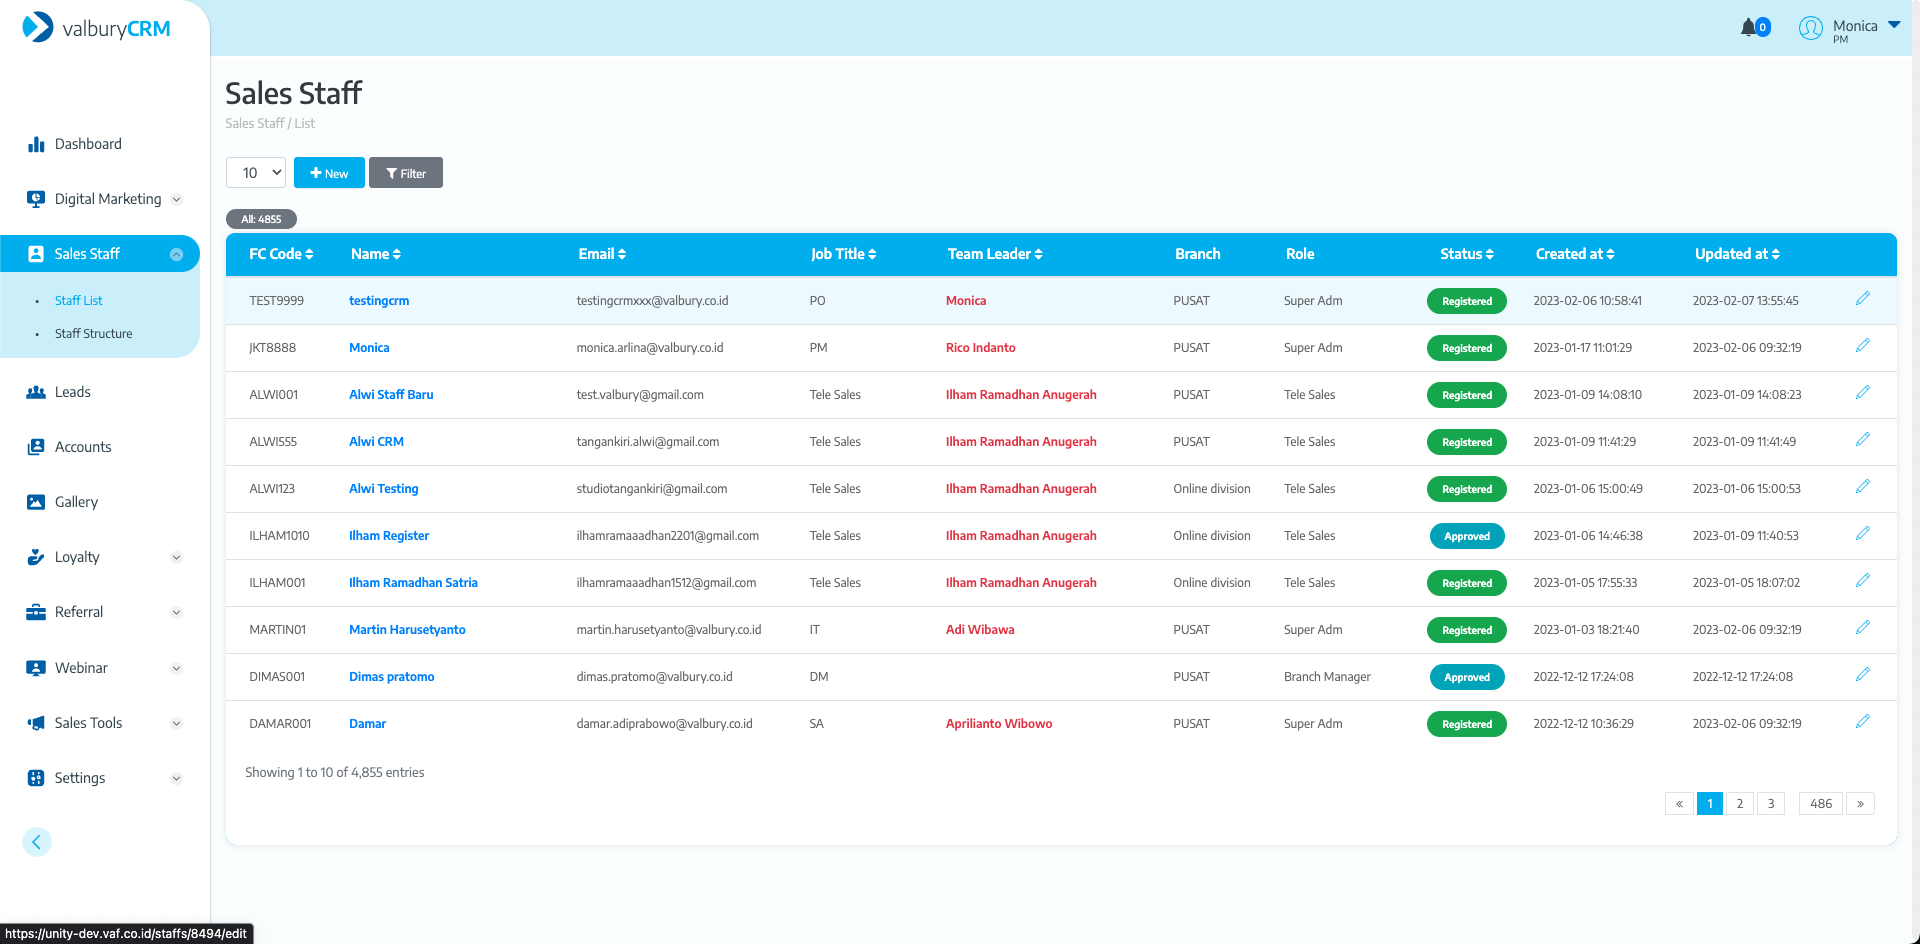 valburyCRM
0
Monica
PM
Dashboard
Digital Marketing
Sales Staff
Staff List
Staff Structure
Leads
Accounts
Gallery
Loyalty
Referral
Webinar
Sales Tools
Settings
Sales Staff
Sales Staff / List
10 New Filter
All: 4855
FC Code Name Email Job Title Team Leader Branch Role Status Created at Updated at
TEST9999 testingcrm testingcrmxxx@valbury.co.id PO Monica PUSAT Super Adm Registered 2023-02-06 10:58:41 2023-02-07 13:55:45
JKT8888 Monica monica.arlina@valbury.co.id PM Rico Indanto PUSAT Super Adm Registered 2023-01-17 11:01:29 2023-02-06 09:32:19
ALWI001 Alwi Staff Baru test.valbury@gmail.com Tele Sales Ilham Ramadhan Anugerah PUSAT Tele Sales Registered 2023-01-09 14:08:10 2023-01-09 14:08:23
ALWI555 Alwi CRM tangankiri.alwi@gmail.com Tele Sales Ilham Ramadhan Anugerah PUSAT Tele Sales Registered 2023-01-09 11:41:29 2023-01-09 11:41:49
ALWI123 Alwi Testing studiotangankiri@gmail.com Tele Sales Ilham Ramadhan Anugerah Online division Tele Sales Registered 2023-01-06 15:00:49 2023-01-06 15:00:53
ILHAM1010 Ilham Register ilhamramaaadhan2201@gmail.com Tele Sales Ilham Ramadhan Anugerah Online division Tele Sales Approved 2023-01-06 14:46:38 2023-01-09 11:40:53
ILHAM001 Ilham Ramadhan Satria ilhamramaaadhan1512@gmail.com Tele Sales Ilham Ramadhan Anugerah Online division Tele Sales Registered 2023-01-05 17:55:33 2023-01-05 18:07:02
MARTIN01 Martin Harusetyanto martin.harusetyanto@valbury.co.id IT Adi Wibawa PUSAT Super Adm Registered 2023-01-03 18:21:40 2023-02-06 09:32:19
DIMAS001 Dimas pratomo dimas.pratomo@valbury.co.id DM PUSAT Branch Manager Approved 2022-12-12 17:24:08 2022-12-12 17:24:08
DAMAR001 Damar damar.adiprabowo@valbury.co.id SA Aprilianto Wibowo PUSAT Super Adm Registered 2022-12-12 10:36:29 2023-02-06 09:32:19
Showing 1 to 10 of 4,855 entries
« 1 2 3 486 »
https://unity-dev.vaf.co.id/staffs/8494/edit